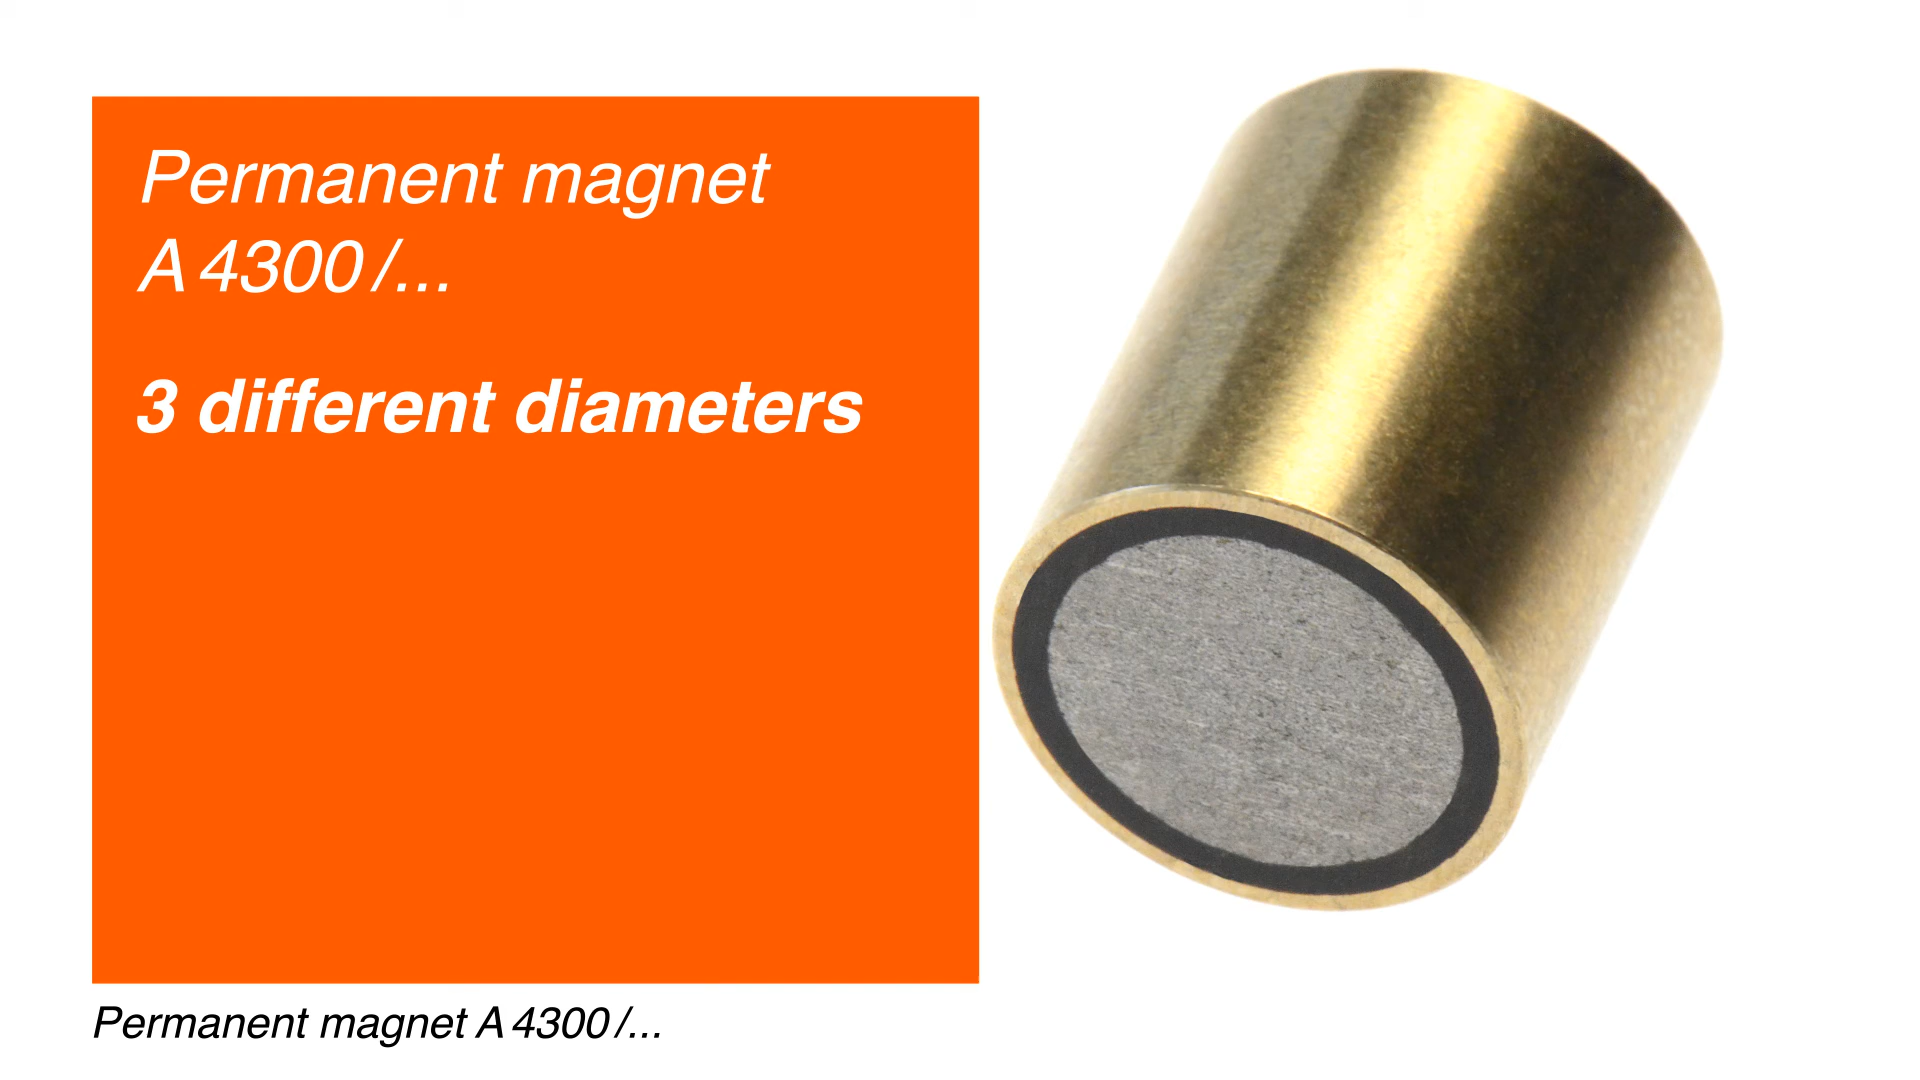 Permanent magnet
A 4300 /...
3 different diameters
Permanent magnet A 4300 /...